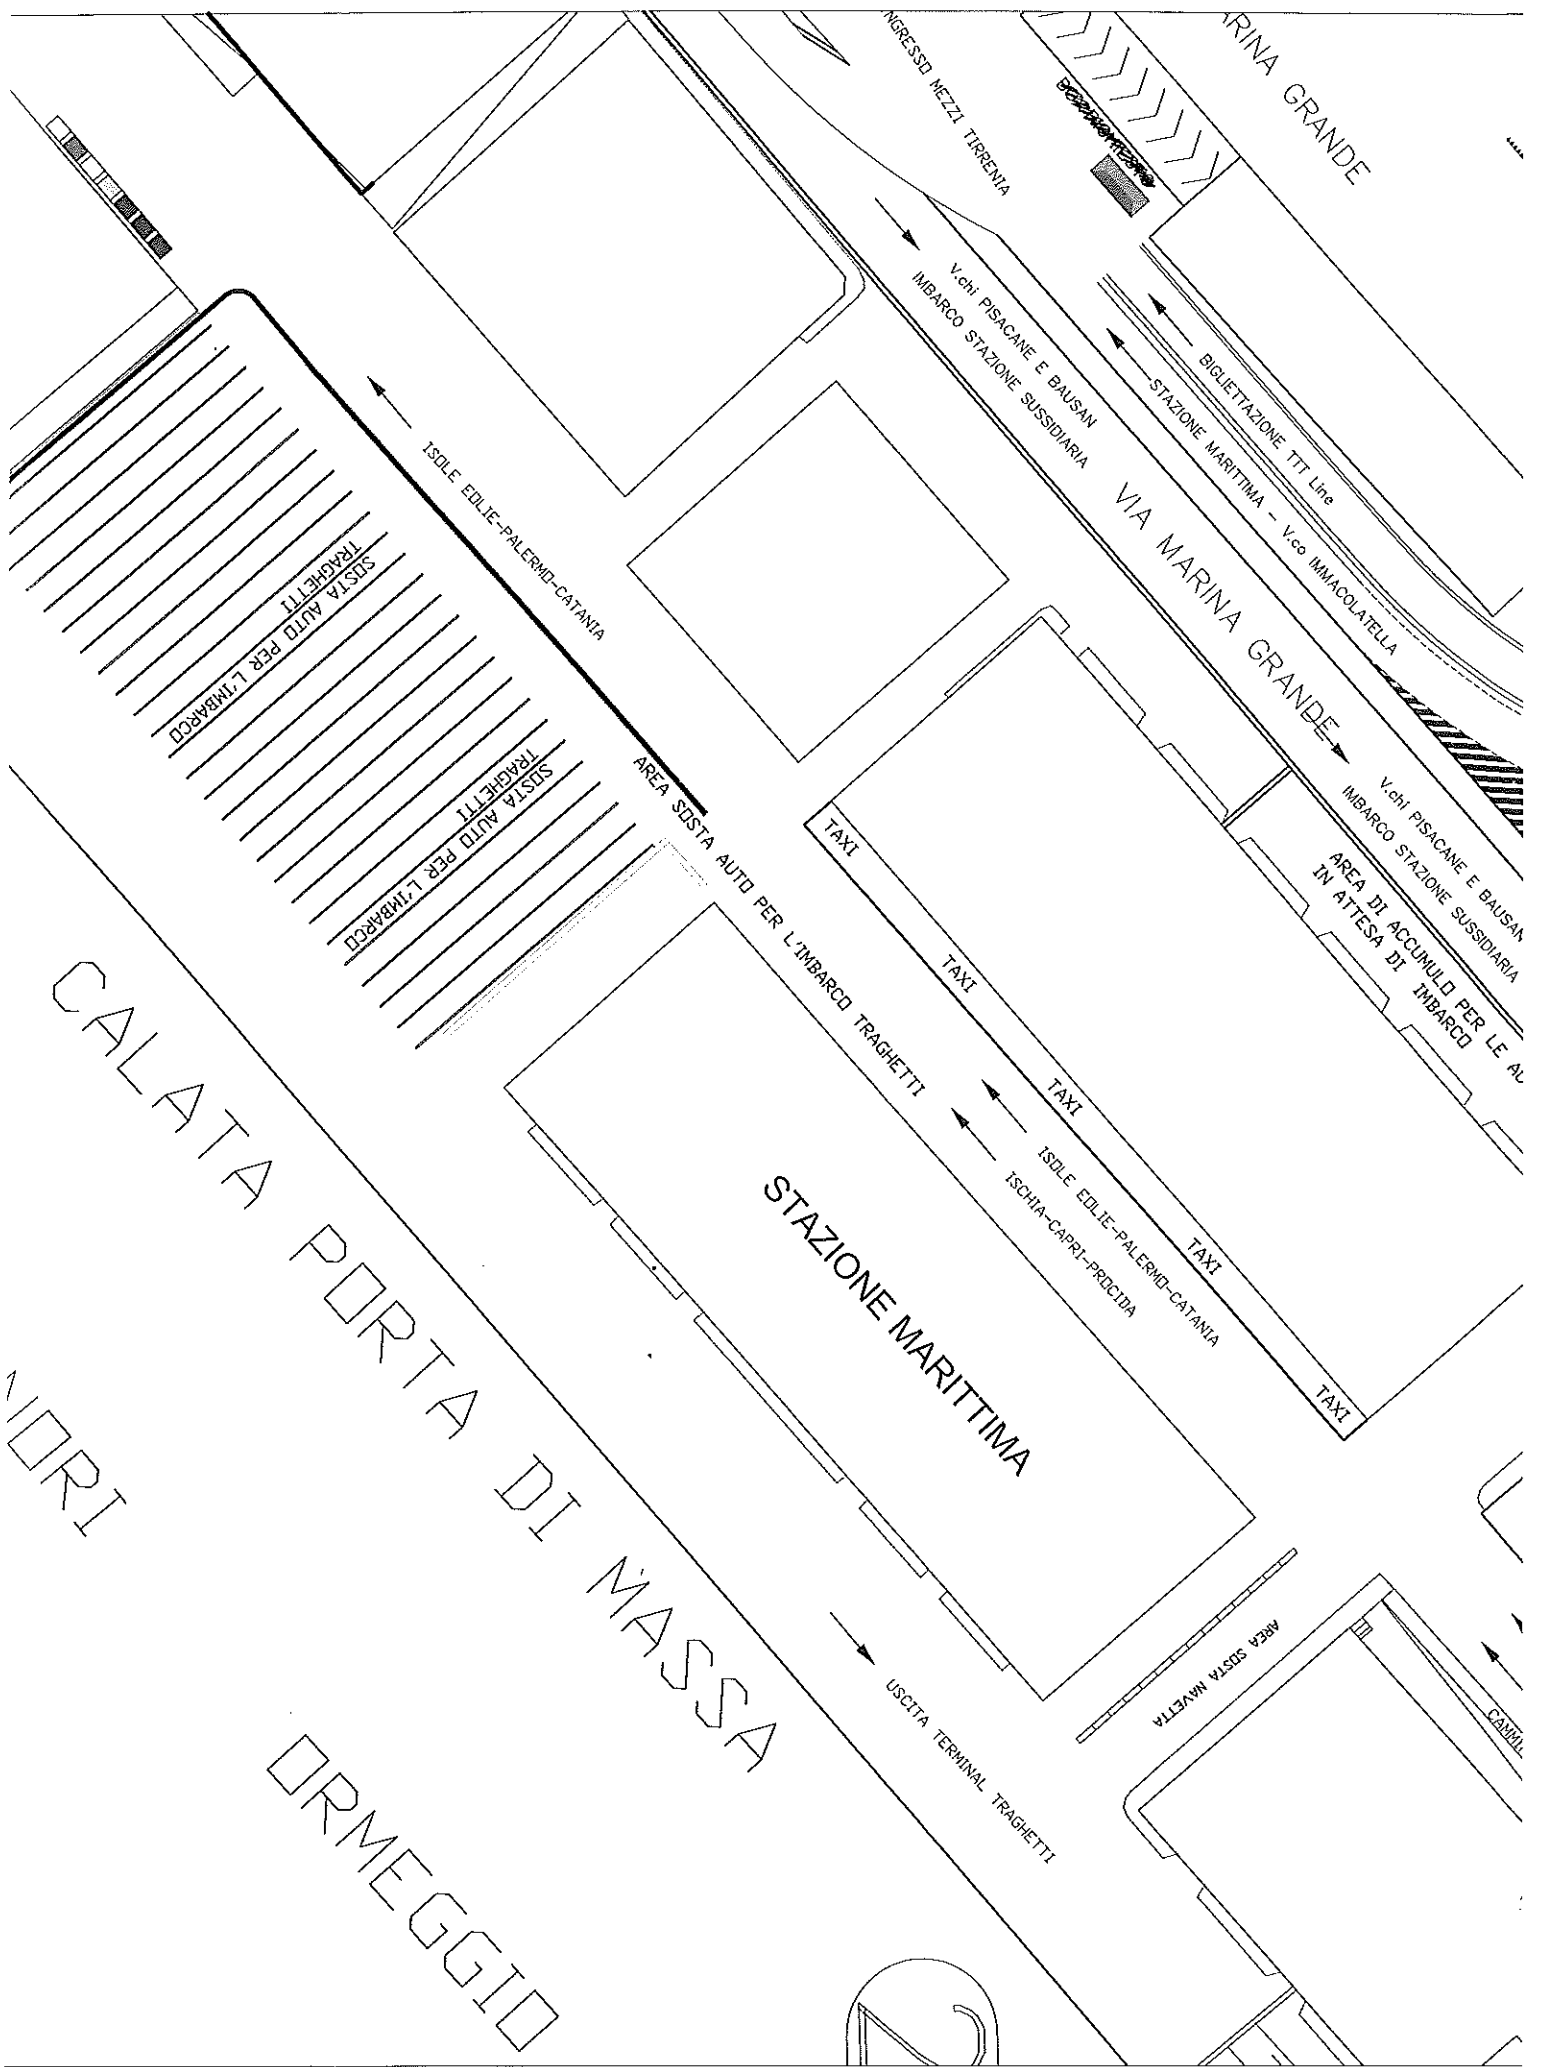 ARINA GRANDE
NGRESSO MEZZI TIRRENIA
V.chi PISACANE E BAUSAN
IMBARCO STAZIONE SUSSIDIARIA
BIGLIETTAZIONE TTT Line
STAZIONE MARITTIMA - V.co IMMACOLATELLA
VIA MARINA GRANDE
V.chi PISACANE E BAUSAN
IMBARCO STAZIONE SUSSIDIARIA
AREA DI ACCUMULO PER LE AU
IN ATTESA DI IMBARCO
ISOLE EOLIE-PALERMO-CATANIA
SOSTA AUTO PER L'IMBARCO
TRAGHETTI
SOSTA AUTO PER L'IMBARCO
TRAGHETTI
AREA SOSTA AUTO PER L'IMBARCO TRAGHETTI
TAXI
TAXI
TAXI
TAXI
TAXI
ISOLE EOLIE-PALERMO-CATANIA
ISCHIA-CAPRI-PROCIDA
STAZIONE MARITTIMA
CALATA PORTA DI MASSA
NORI
ORMEGGIO
USCITA TERMINAL TRAGHETTI
AREA SOSTA NAVETTA
CAMMI